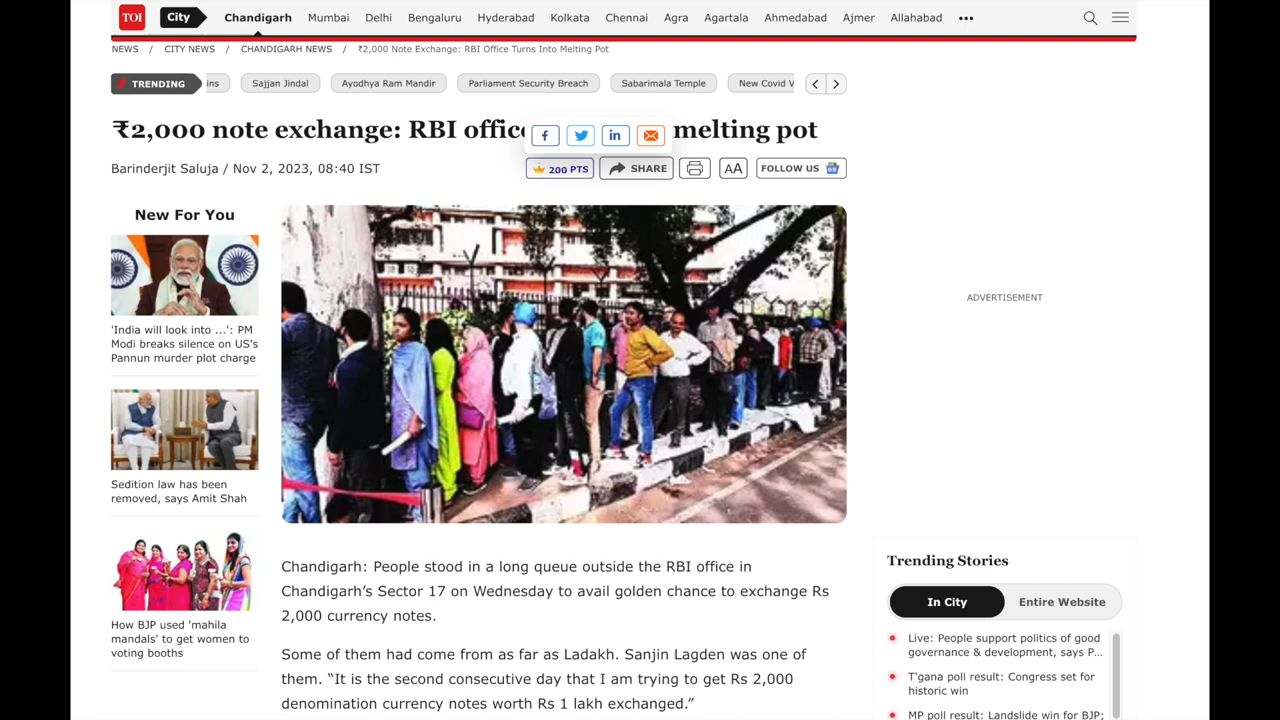 TOI City Chandigarh Mumbai Delhi Bengaluru Hyderabad Kolkata Chennai Agra Agartala Ahmedabad Ajmer Allahabad •••
NEWS / CITY NEWS / CHANDIGARH NEWS / ₹2,000 Note Exchange: RBI Office Turns Into Melting Pot
TRENDING ins Sajjan Jindal Ayodhya Ram Mandir Parliament Security Breach Sabarimala Temple New Covid V
₹2,000 note exchange: RBI office melting pot
Barinderjit Saluja / Nov 2, 2023, 08:40 IST
200 PTS SHARE AA FOLLOW US
New For You
'India will look into ...': PM
Modi breaks silence on US's
Pannun murder plot charge
Sedition law has been
removed, says Amit Shah
How BJP used 'mahila
mandals' to get women to
voting booths
Chandigarh: People stood in a long queue outside the RBI office in
Chandigarh’s Sector 17 on Wednesday to avail golden chance to exchange Rs
2,000 currency notes.
Some of them had come from as far as Ladakh. Sanjin Lagden was one of
them. “It is the second consecutive day that I am trying to get Rs 2,000
denomination currency notes worth Rs 1 lakh exchanged.”
ADVERTISEMENT
Trending Stories
In City Entire Website
Live: People support politics of good
governance & development, says P...
T'gana poll result: Congress set for
historic win
MP poll result: Landslide win for BJP;